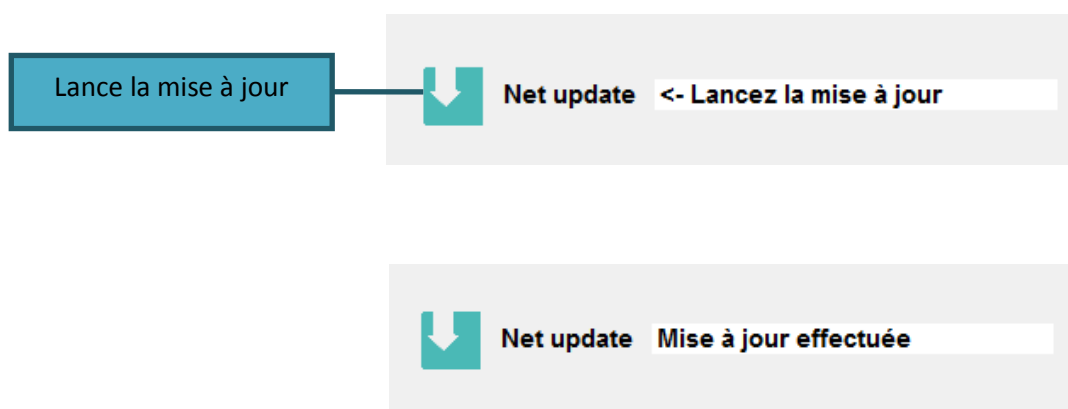 Lance la mise à jour
Net update <- Lancez la mise à jour
Net update Mise à jour effectuée